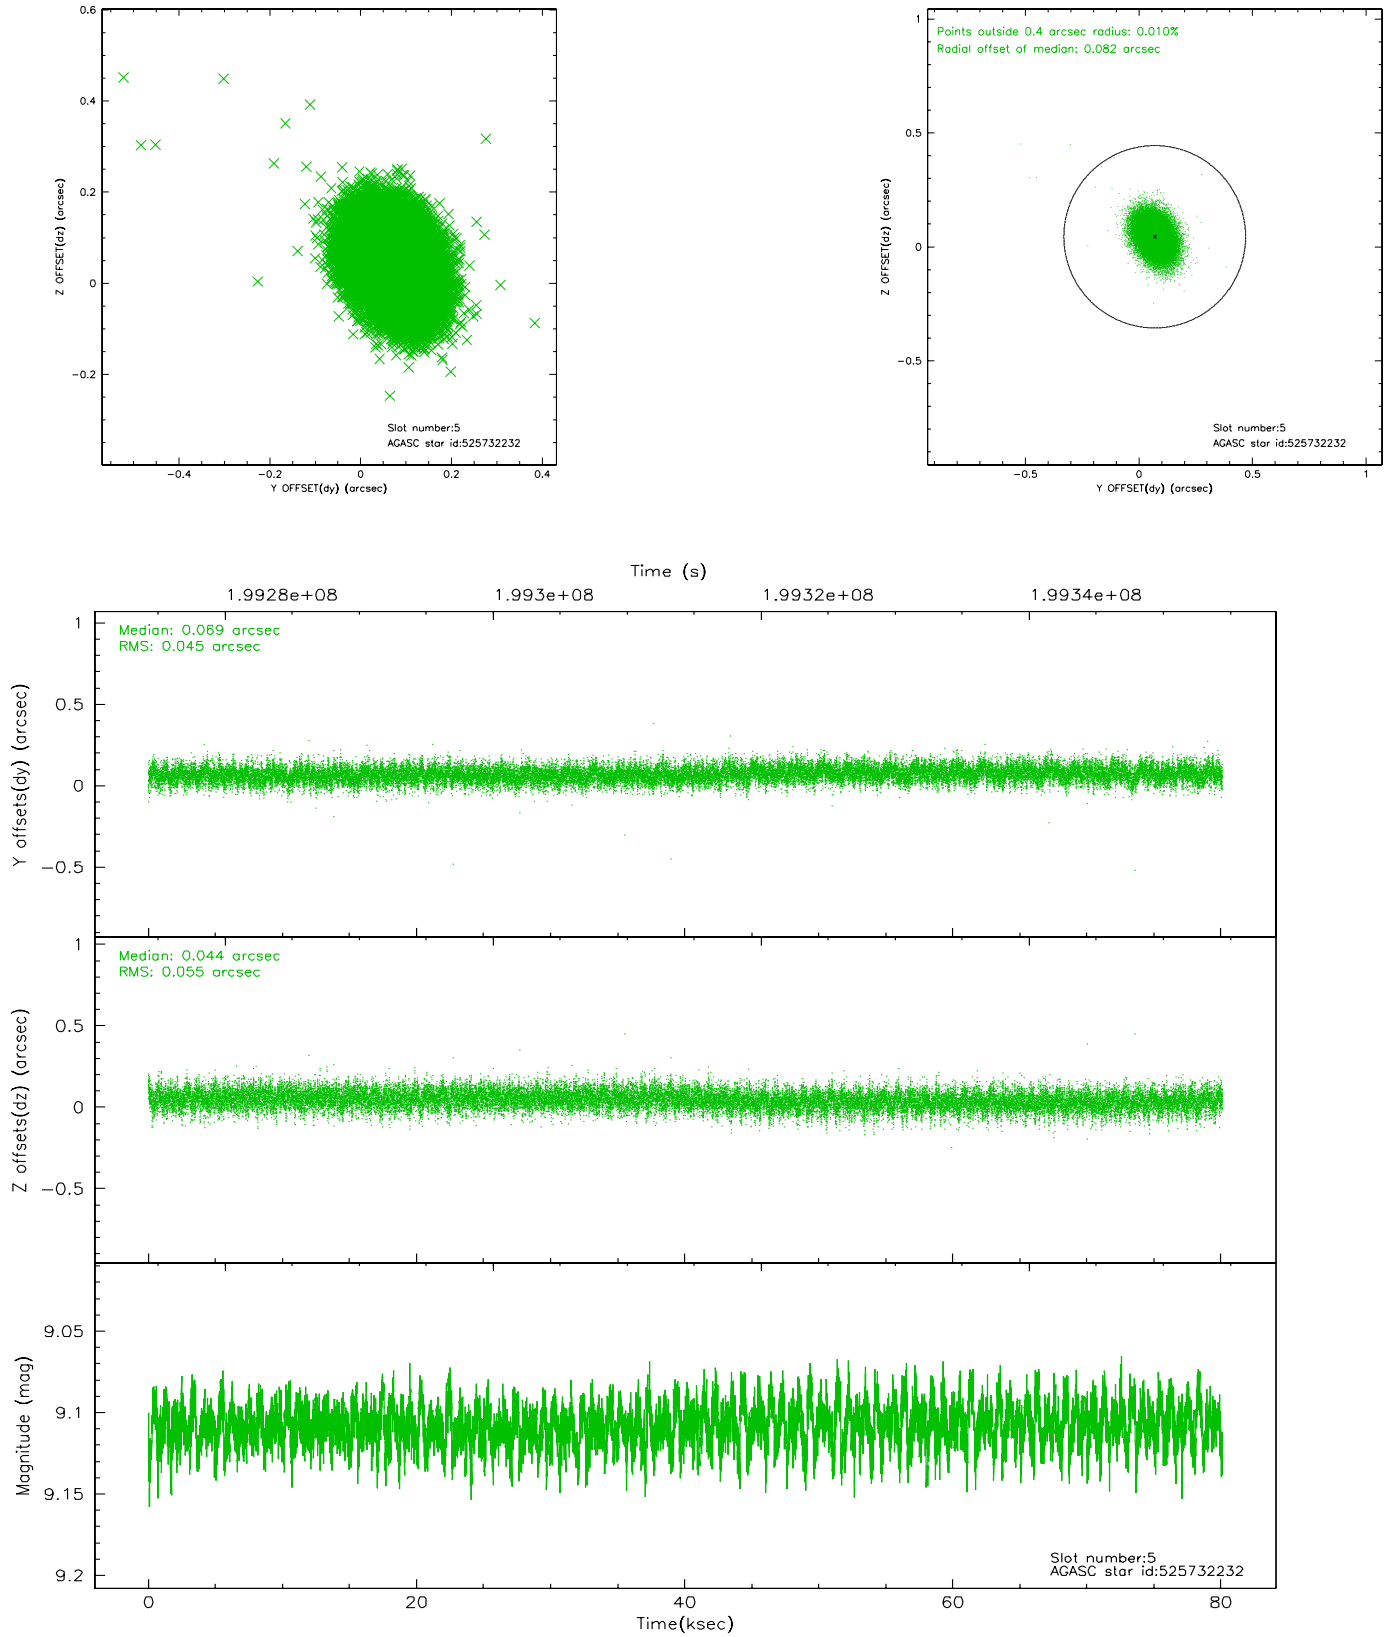 0.6
0.4
0.2
0
−0.2
Z OFFSET(dz) (arcsec)
Slot number:5
AGASC star id:525732232
−0.4 −0.2 0 0.2 0.4
Y OFFSET(dy) (arcsec)
Points outside 0.4 arcsec radius: 0.010%
Radial offset of median: 0.082 arcsec
1
0.5
0
−0.5
Z OFFSET(dz) (arcsec)
Slot number:5
AGASC star id:525732232
−0.5 0 0.5 1
Y OFFSET(dy) (arcsec)
Time (s)
1.9928e+08 1.993e+08 1.9932e+08 1.9934e+08
Median: 0.069 arcsec
RMS: 0.045 arcsec
1
0.5
0
−0.5
Y offsets(dy) (arcsec)
Median: 0.044 arcsec
RMS: 0.055 arcsec
1
0.5
0
−0.5
Z offsets(dz) (arcsec)
9.05
9.1
9.15
9.2
Magnitude (mag)
Slot number:5
AGASC star id:525732232
0 20 40 60 80
Time(ksec)